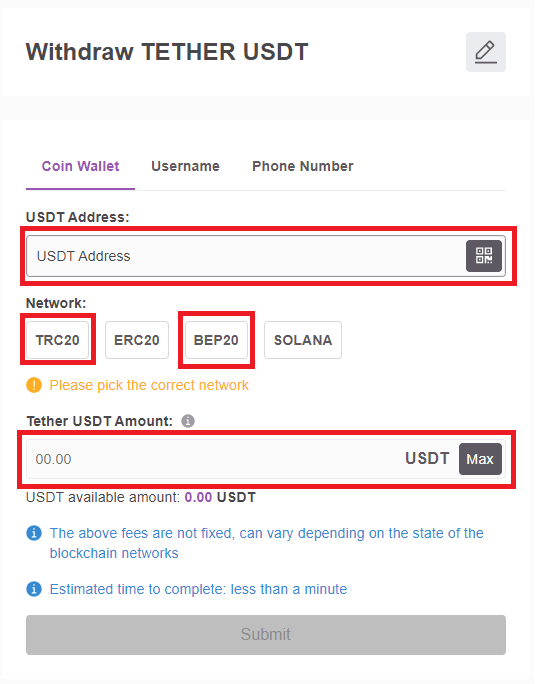 Withdraw TETHER USDT
Coin Wallet Username Phone Number
USDT Address:
USDT Address
Network:
TRC20 ERC20 BEP20 SOLANA
Please pick the correct network
Tether USDT Amount:
00.00 USDT Max
USDT available amount: 0.00 USDT
The above fees are not fixed, can vary depending on the state of the
blockchain networks
Estimated time to complete: less than a minute
Submit